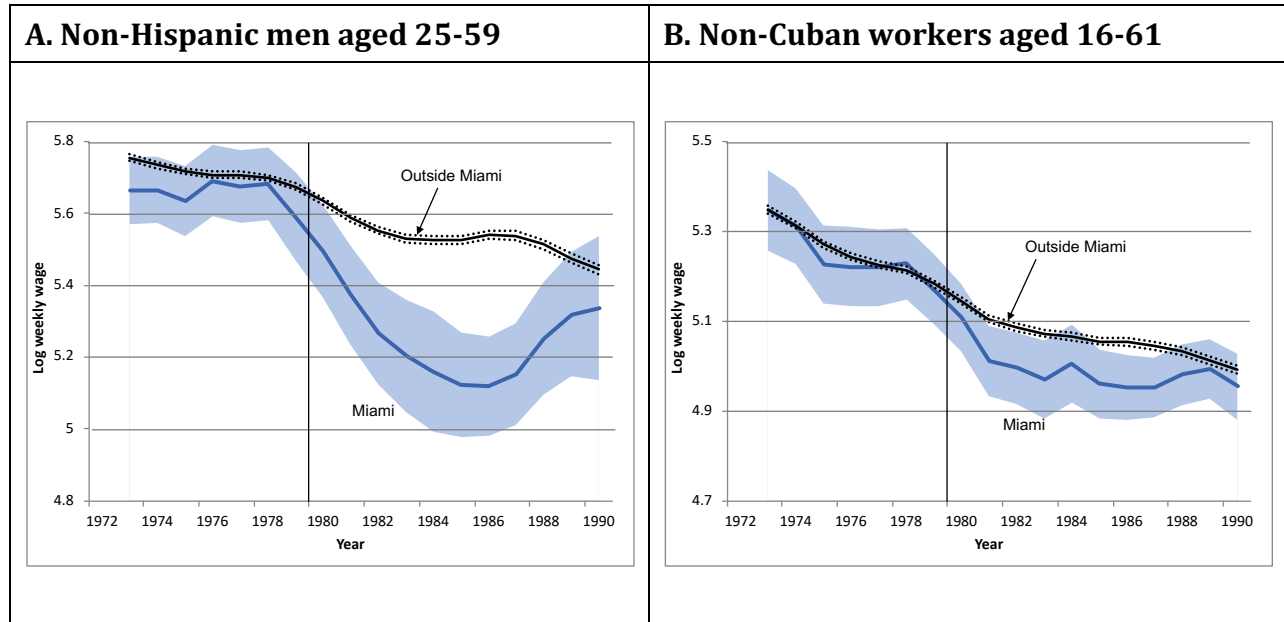 A. Non-Hispanic men aged 25-59
B. Non-Cuban workers aged 16-61
5.8
5.6
5.4
5.2
5
4.8
Log weekly wage
Outside Miami
Miami
1972 1974 1976 1978 1980 1982 1984 1986 1988 1990
Year
5.5
5.3
5.1
4.9
4.7
Log weekly wage
Outside Miami
Miami
1972 1974 1976 1978 1980 1982 1984 1986 1988 1990
Year